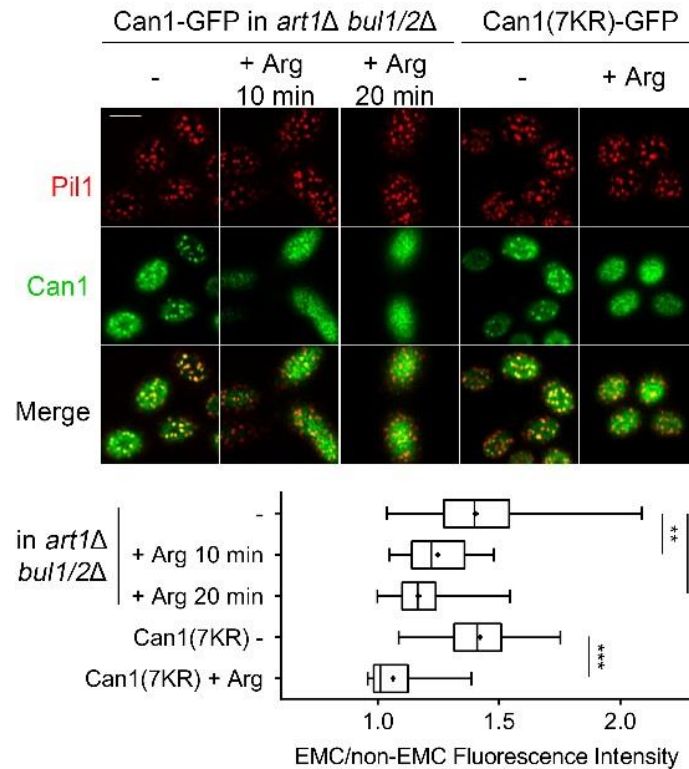 Can1-GFP in art1Δ bul1/2Δ
Can1(7KR)-GFP
-
+ Arg
10 min
+ Arg
20 min
-
+ Arg
Pil1
Can1
Merge
in art1Δ
bul1/2Δ
-
+ Arg 10 min
+ Arg 20 min
Can1(7KR) -
Can1(7KR) + Arg
**
***
1.0
1.5
2.0
EMC/non-EMC Fluorescence Intensity